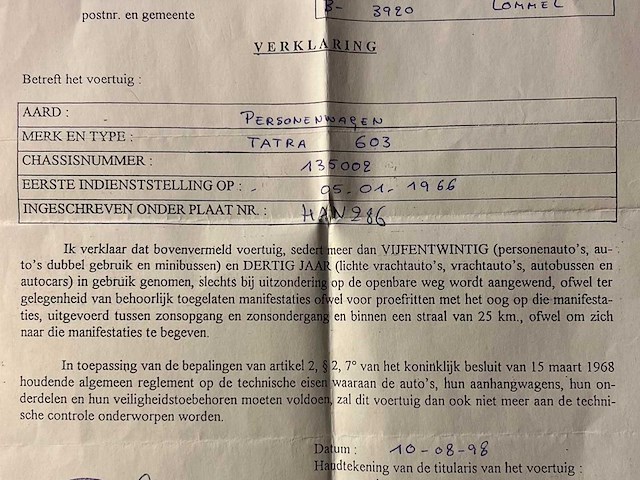 postnr. en gemeente B- 3920 LOMMEL
VERKLARING
Betreft het voertuig :
AARD : PERSONENWAGEN
MERK EN TYPE : TATRA 603
CHASSISNUMMER : 135002
EERSTE INDIENSTSTELLING OP : - 05-01-1966
INGESCHREVEN ONDER PLAAT NR. : HAN286
Ik verklaar dat bovenvermeld voertuig, sedert meer dan VIJFENTWINTIG (personenauto's, au-
to's dubbel gebruik en minibussen) en DERTIG JAAR (lichte vrachtauto's, vrachtauto's, autobussen en
autocars) in gebruik genomen, slechts bij uitzondering op de openbare weg wordt aangewend, ofwel ter
gelegenheid van behoorlijk toegelaten manifestaties ofwel voor proefritten met het oog op die manifesta-
ties, uitgevoerd tussen zonsopgang en zonsondergang en binnen een straal van 25 km., ofwel om zich
naar die manifestaties te begeven.
In toepassing van de bepalingen van artikel 2, § 2, 7° van het koninklijk besluit van 15 maart 1968
houdende algemeen reglement op de technische eisen waaraan de auto's, hun aanhangwagens, hun on-
derdelen en hun veiligheidstoebehoren moeten voldoen, zal dit voertuig dan ook niet meer aan de techni-
sche controle onderworpen worden.
Datum : 10-08-98
Handtekening van de titularis van het voertuig :